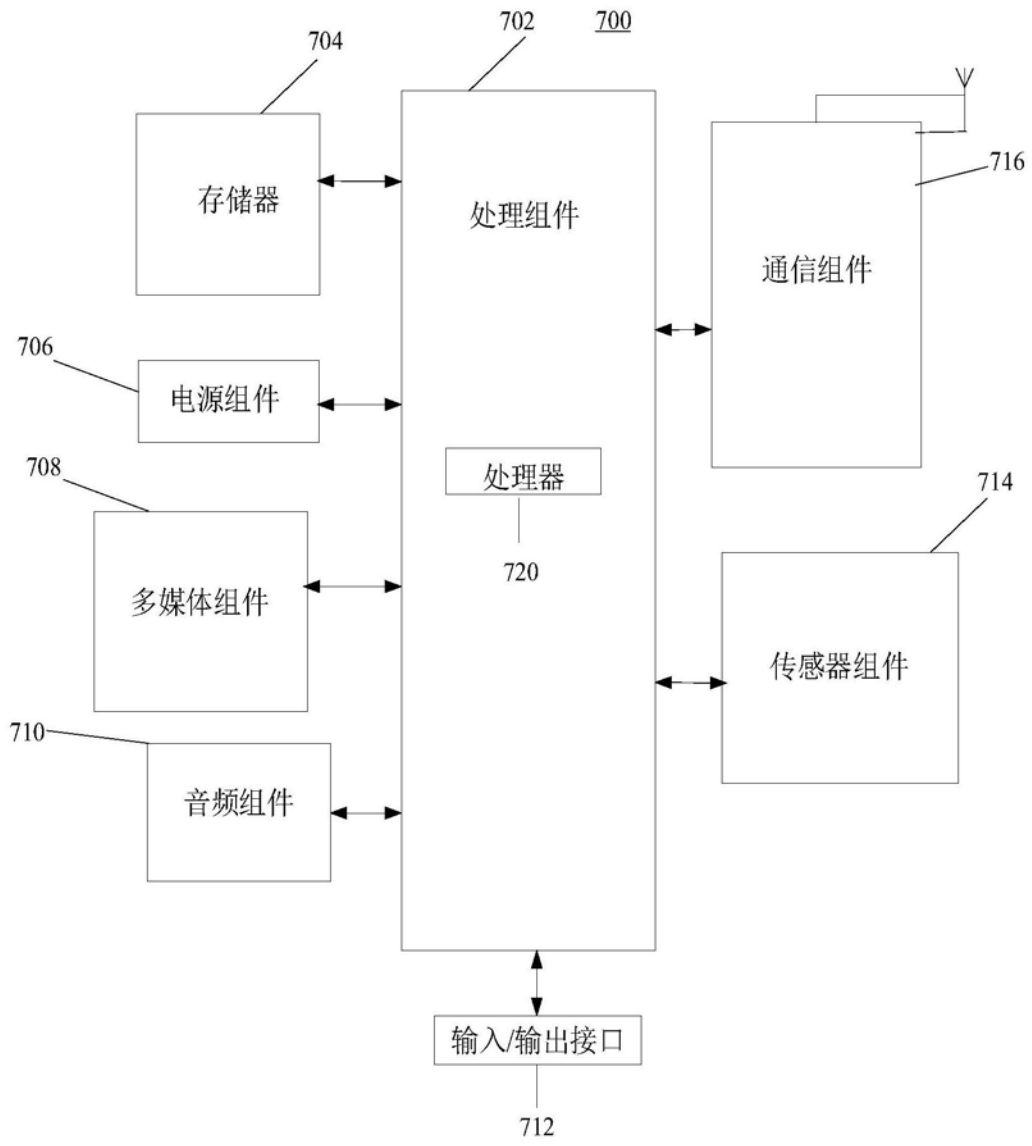 702
700
704
存储器
处理组件
716
通信组件
706
电源组件
708
处理器
714
720
多媒体组件
传感器组件
710
音频组件
输入/输出接口
712